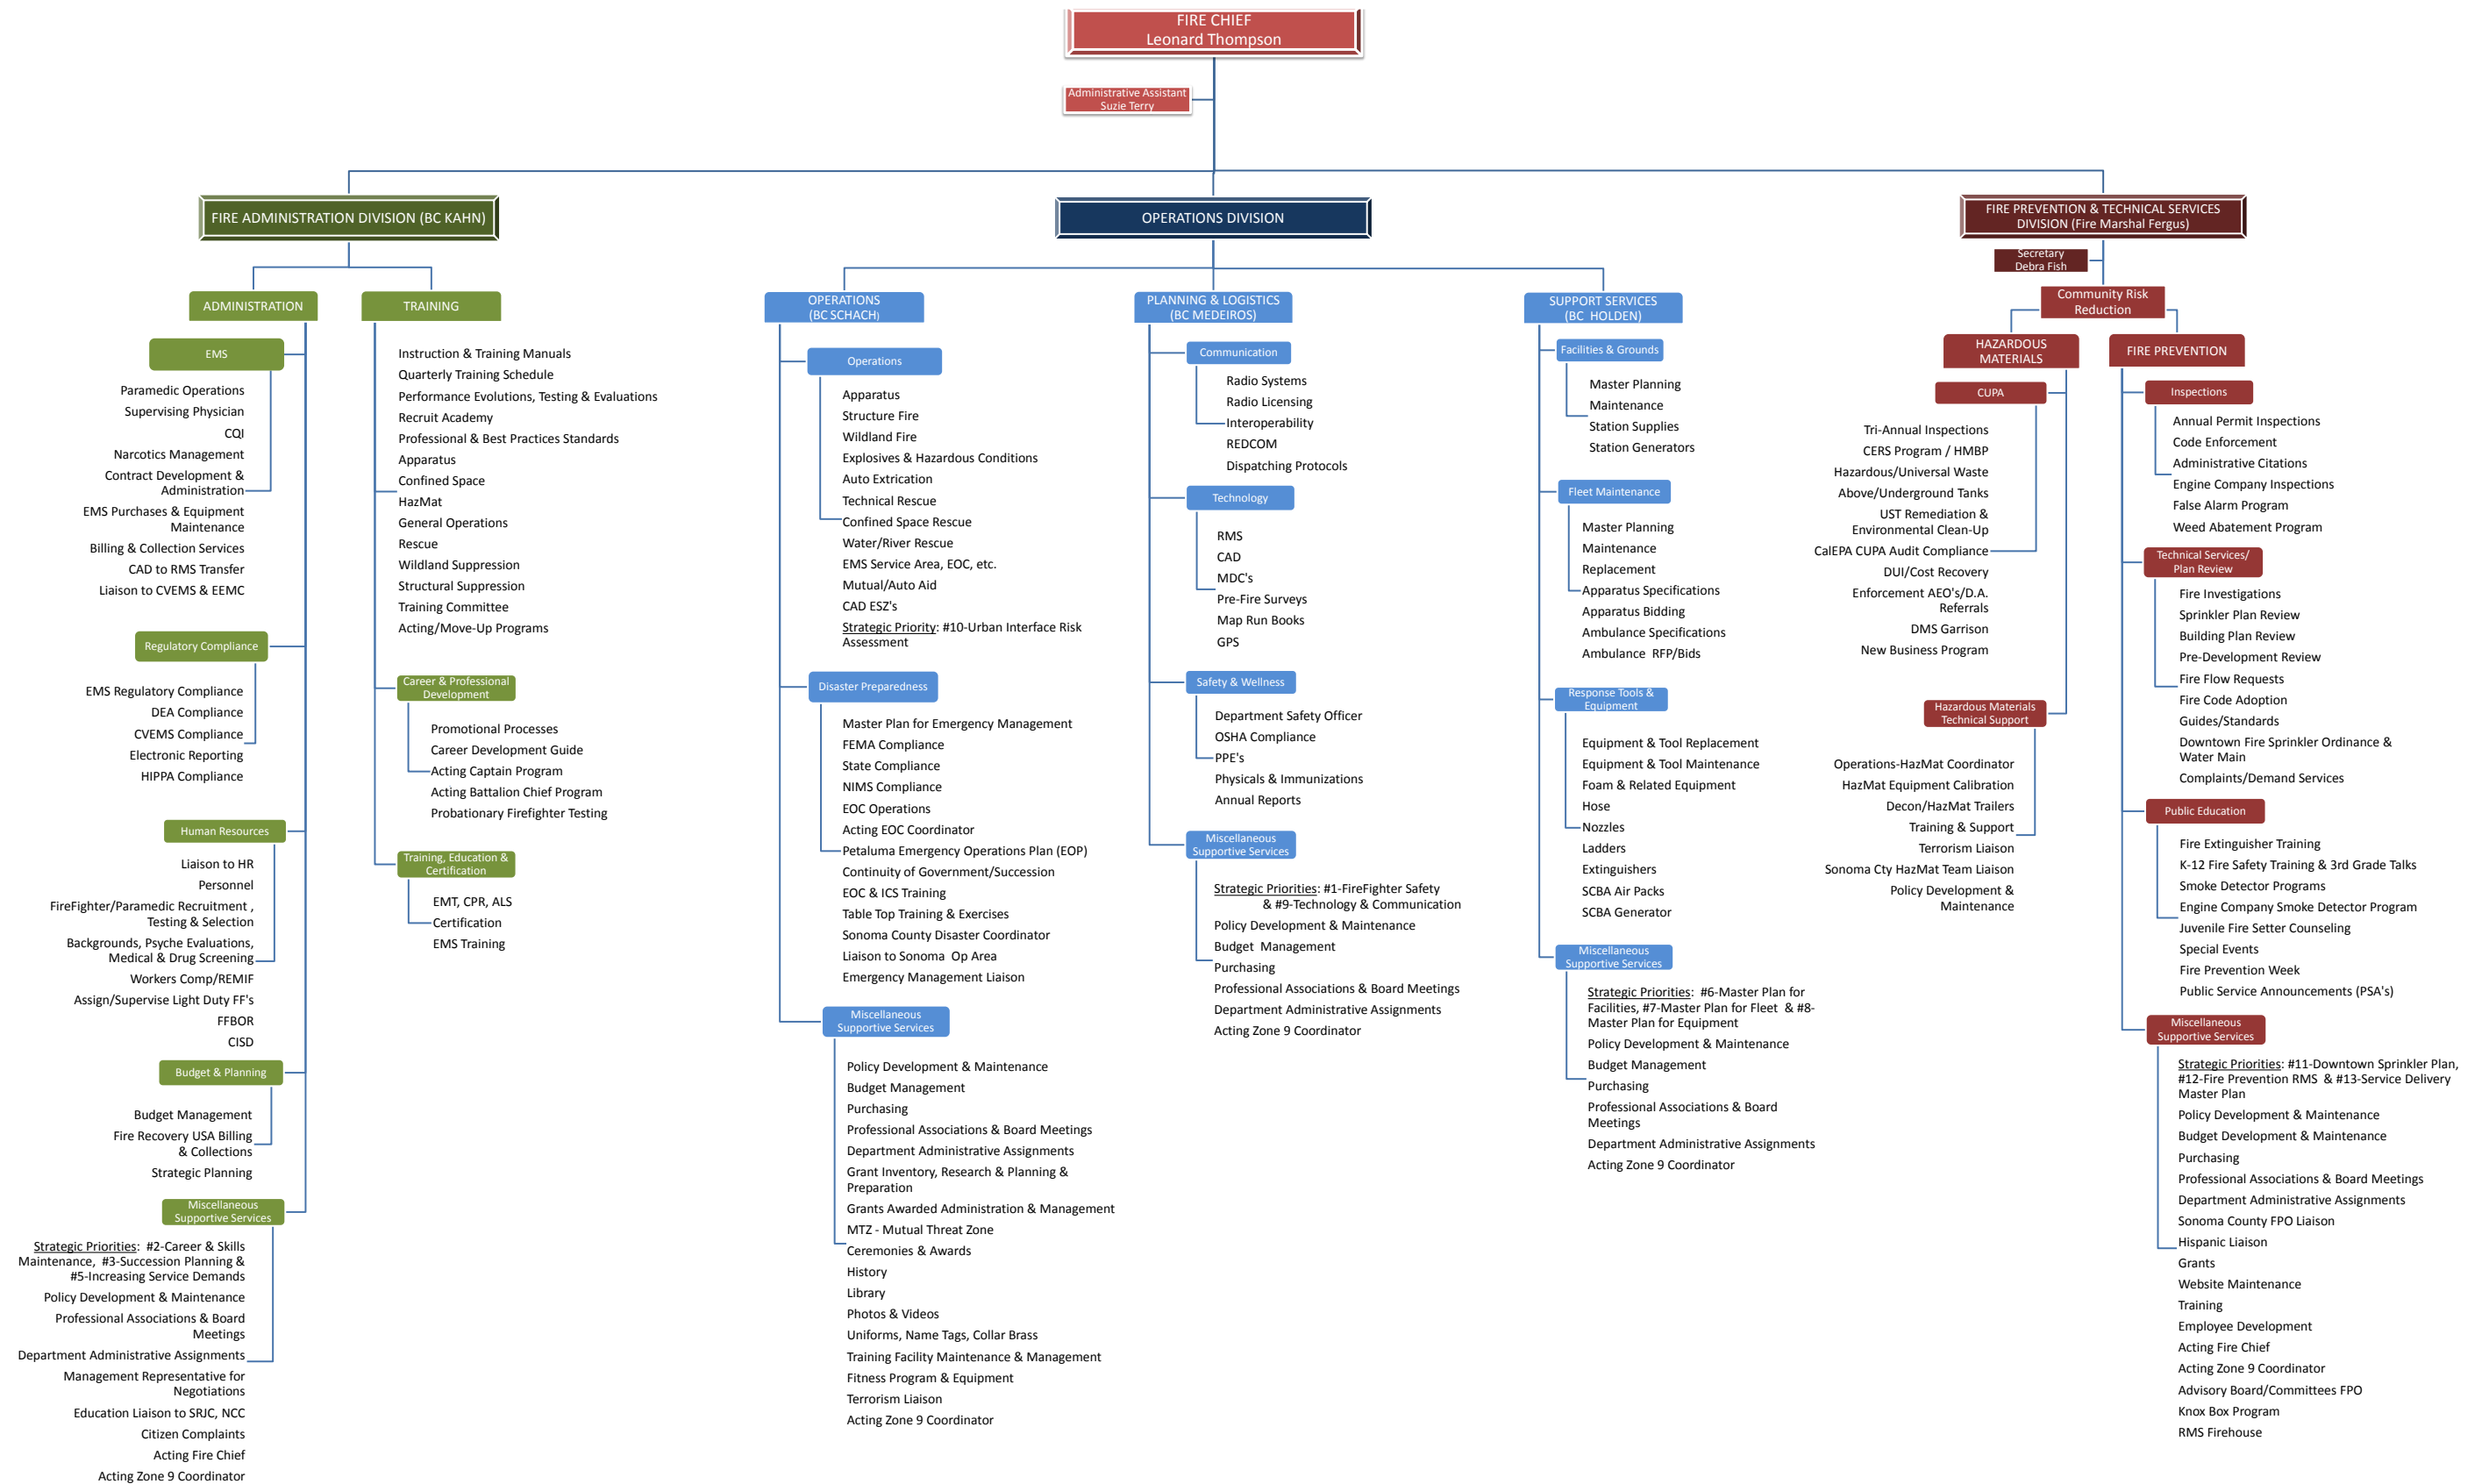 FIRE CHIEF
Leonard Thompson
Administrative Assistant
Suzie Terry
FIRE ADMINISTRATION DIVISION (BC KAHN)
ADMINISTRATION
EMS
Paramedic Operations
Supervising Physician
CQI
Narcotics Management
Contract Development &
Administration
EMS Purchases & Equipment
Maintenance
Billing & Collection Services
CAD to RMS Transfer
Liaison to CVEMS & EEMC
Regulatory Compliance
EMS Regulatory Compliance
DEA Compliance
CVEMS Compliance
Electronic Reporting
HIPPA Compliance
Human Resources
Liaison to HR
Personnel
FireFighter/Paramedic Recruitment ,
Testing & Selection
Backgrounds, Psyche Evaluations,
Medical & Drug Screening
Workers Comp/REMIF
Assign/Supervise Light Duty FF's
FFBOR
CISD
Budget & Planning
Budget Management
Fire Recovery USA Billing
& Collections
Strategic Planning
Miscellaneous
Supportive Services
Strategic Priorities: #2-Career & Skills
Maintenance, #3-Succession Planning &
#5-Increasing Service Demands
Policy Development & Maintenance
Professional Associations & Board
Meetings
Department Administrative Assignments
Management Representative for
Negotiations
Education Liaison to SRJC, NCC
Citizen Complaints
Acting Fire Chief
Acting Zone 9 Coordinator
TRAINING
Instruction & Training Manuals
Quarterly Training Schedule
Performance Evolutions, Testing & Evaluations
Recruit Academy
Professional & Best Practices Standards
Apparatus
Confined Space
HazMat
General Operations
Rescue
Wildland Suppression
Structural Suppression
Training Committee
Acting/Move-Up Programs
Career & Professional
Development
Promotional Processes
Career Development Guide
Acting Captain Program
Acting Battalion Chief Program
Probationary Firefighter Testing
Training, Education &
Certification
EMT, CPR, ALS
Certification
EMS Training
OPERATIONS DIVISION
OPERATIONS
(BC SCHACH)
Operations
Apparatus
Structure Fire
Wildland Fire
Explosives & Hazardous Conditions
Auto Extrication
Technical Rescue
Confined Space Rescue
Water/River Rescue
EMS Service Area, EOC, etc.
Mutual/Auto Aid
CAD ESZ's
Strategic Priority: #10-Urban Interface Risk
Assessment
Disaster Preparedness
Master Plan for Emergency Management
FEMA Compliance
State Compliance
NIMS Compliance
EOC Operations
Acting EOC Coordinator
Petaluma Emergency Operations Plan (EOP)
Continuity of Government/Succession
EOC & ICS Training
Table Top Training & Exercises
Sonoma County Disaster Coordinator
Liaison to Sonoma Op Area
Emergency Management Liaison
Miscellaneous
Supportive Services
Policy Development & Maintenance
Budget Management
Purchasing
Professional Associations & Board Meetings
Department Administrative Assignments
Grant Inventory, Research & Planning &
Preparation
Grants Awarded Administration & Management
MTZ - Mutual Threat Zone
Ceremonies & Awards
History
Library
Photos & Videos
Uniforms, Name Tags, Collar Brass
Training Facility Maintenance & Management
Fitness Program & Equipment
Terrorism Liaison
Acting Zone 9 Coordinator
PLANNING & LOGISTICS
(BC MEDEIROS)
Communication
Radio Systems
Radio Licensing
Interoperability
REDCOM
Dispatching Protocols
Technology
RMS
CAD
MDC's
Pre-Fire Surveys
Map Run Books
GPS
Safety & Wellness
Department Safety Officer
OSHA Compliance
PPE's
Physicals & Immunizations
Annual Reports
Miscellaneous
Supportive Services
Strategic Priorities: #1-FireFighter Safety
& #9-Technology & Communication
Policy Development & Maintenance
Budget Management
Purchasing
Professional Associations & Board Meetings
Department Administrative Assignments
Acting Zone 9 Coordinator
SUPPORT SERVICES
(BC HOLDEN)
Facilities & Grounds
Master Planning
Maintenance
Station Supplies
Station Generators
Fleet Maintenance
Master Planning
Maintenance
Replacement
Apparatus Specifications
Apparatus Bidding
Ambulance Specifications
Ambulance RFP/Bids
Response Tools &
Equipment
Equipment & Tool Replacement
Equipment & Tool Maintenance
Foam & Related Equipment
Hose
Nozzles
Ladders
Extinguishers
SCBA Air Packs
SCBA Generator
Miscellaneous
Supportive Services
Strategic Priorities: #6-Master Plan for
Facilities, #7-Master Plan for Fleet & #8-
Master Plan for Equipment
Policy Development & Maintenance
Budget Management
Purchasing
Professional Associations & Board
Meetings
Department Administrative Assignments
Acting Zone 9 Coordinator
FIRE PREVENTION & TECHNICAL SERVICES
DIVISION (Fire Marshal Fergus)
Secretary
Debra Fish
Community Risk
Reduction
HAZARDOUS
MATERIALS
CUPA
Tri-Annual Inspections
CERS Program / HMBP
Hazardous/Universal Waste
Above/Underground Tanks
UST Remediation &
Environmental Clean-Up
CalEPA CUPA Audit Compliance
DUI/Cost Recovery
Enforcement AEO's/D.A.
Referrals
DMS Garrison
New Business Program
Hazardous Materials
Technical Support
Operations-HazMat Coordinator
HazMat Equipment Calibration
Decon/HazMat Trailers
Training & Support
Terrorism Liaison
Sonoma Cty HazMat Team Liaison
Policy Development &
Maintenance
FIRE PREVENTION
Inspections
Annual Permit Inspections
Code Enforcement
Administrative Citations
Engine Company Inspections
False Alarm Program
Weed Abatement Program
Technical Services/
Plan Review
Fire Investigations
Sprinkler Plan Review
Building Plan Review
Pre-Development Review
Fire Flow Requests
Fire Code Adoption
Guides/Standards
Downtown Fire Sprinkler Ordinance &
Water Main
Complaints/Demand Services
Public Education
Fire Extinguisher Training
K-12 Fire Safety Training & 3rd Grade Talks
Smoke Detector Programs
Engine Company Smoke Detector Program
Juvenile Fire Setter Counseling
Special Events
Fire Prevention Week
Public Service Announcements (PSA's)
Miscellaneous
Supportive Services
Strategic Priorities: #11-Downtown Sprinkler Plan,
#12-Fire Prevention RMS & #13-Service Delivery
Master Plan
Policy Development & Maintenance
Budget Development & Maintenance
Purchasing
Professional Associations & Board Meetings
Department Administrative Assignments
Sonoma County FPO Liaison
Hispanic Liaison
Grants
Website Maintenance
Training
Employee Development
Acting Fire Chief
Acting Zone 9 Coordinator
Advisory Board/Committees FPO
Knox Box Program
RMS Firehouse